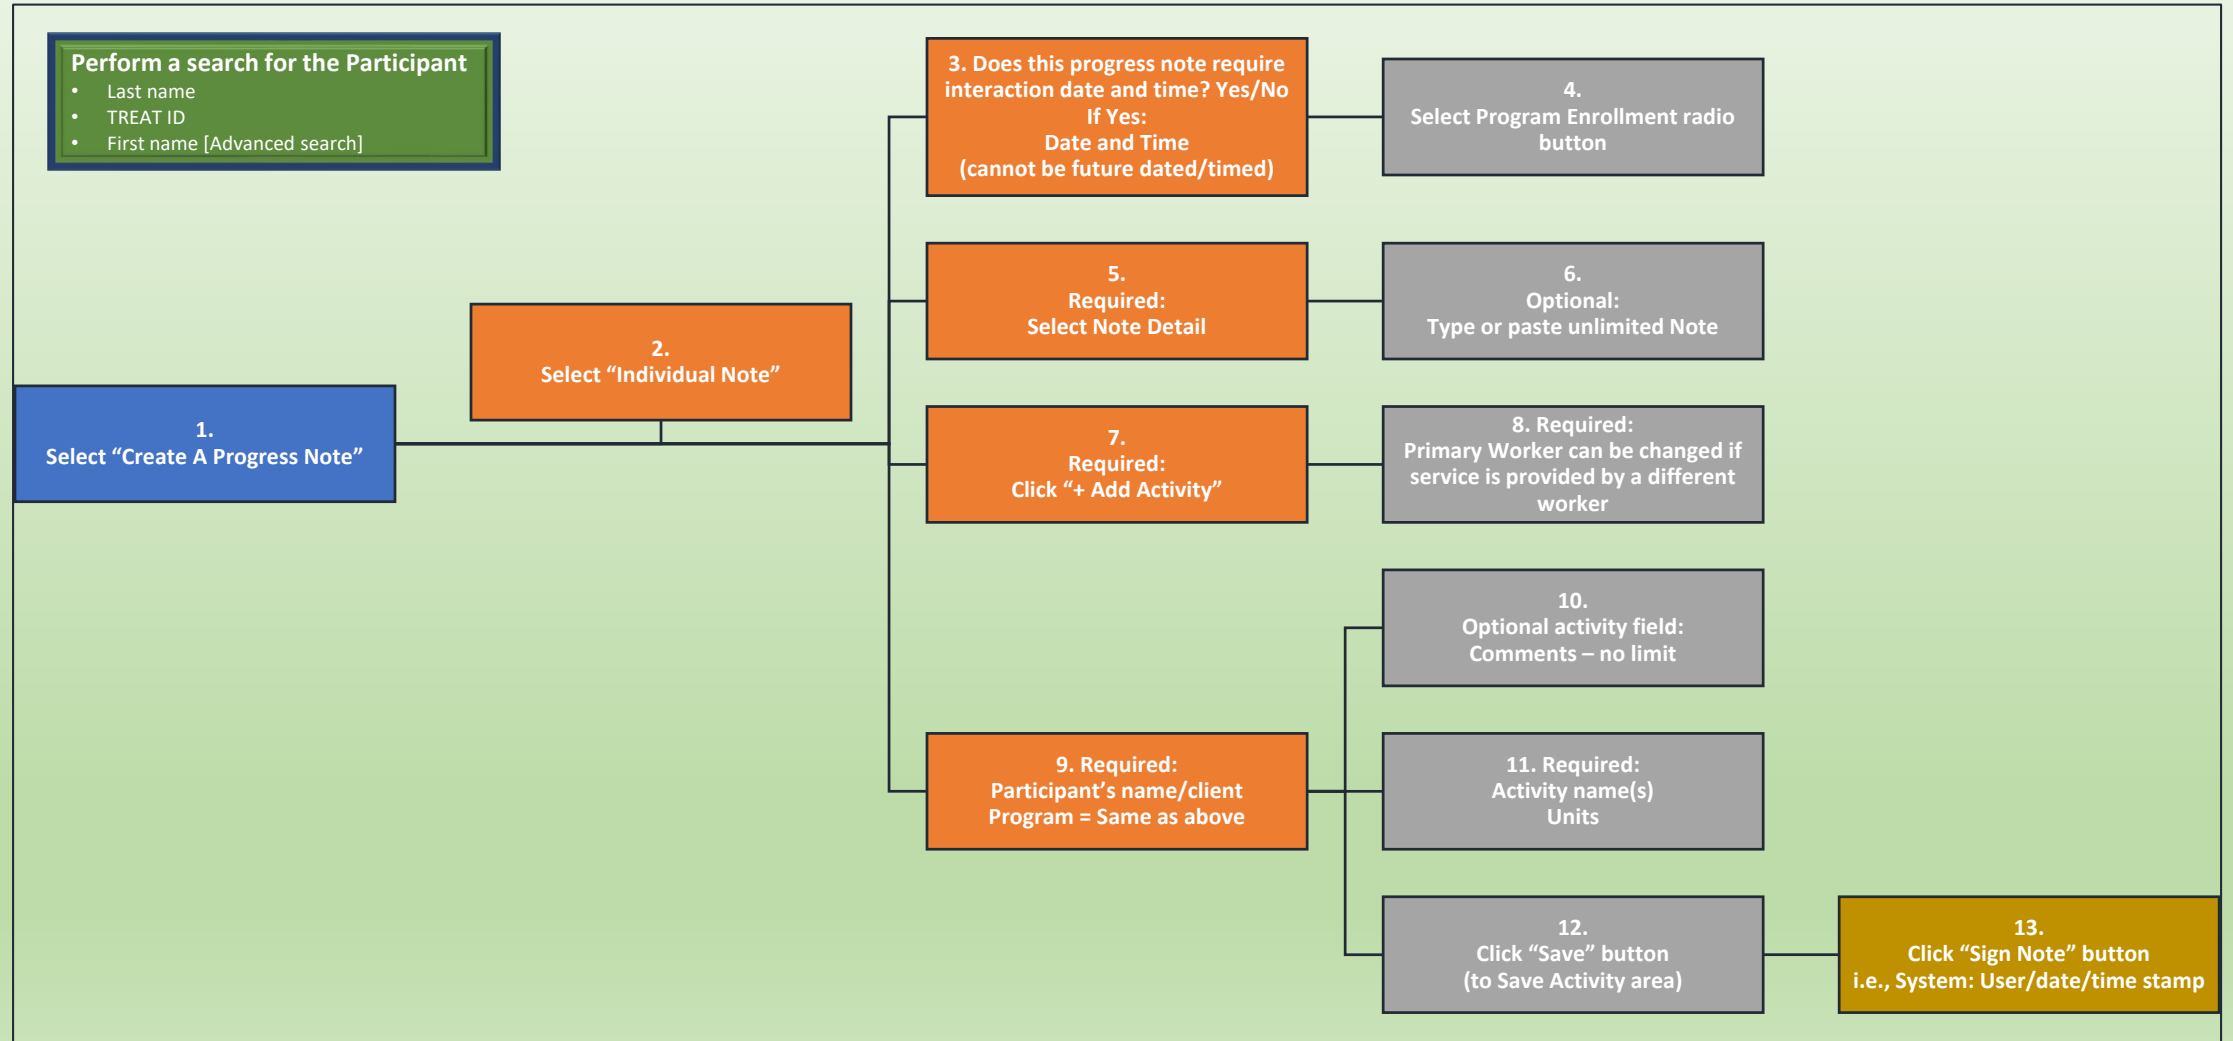 Perform a search for the Participant
• Last name
• TREAT ID
• First name [Advanced search]
1.
Select “Create A Progress Note”
2.
Select “Individual Note”
3. Does this progress note require
interaction date and time? Yes/No
If Yes:
Date and Time
(cannot be future dated/timed)
4.
Select Program Enrollment radio
button
5.
Required:
Select Note Detail
6.
Optional:
Type or paste unlimited Note
7.
Required:
Click “+ Add Activity”
8. Required:
Primary Worker can be changed if
service is provided by a different
worker
9. Required:
Participant’s name/client
Program = Same as above
10.
Optional activity field:
Comments – no limit
11. Required:
Activity name(s)
Units
12.
Click “Save” button
(to Save Activity area)
13.
Click “Sign Note” button
i.e., System: User/date/time stamp